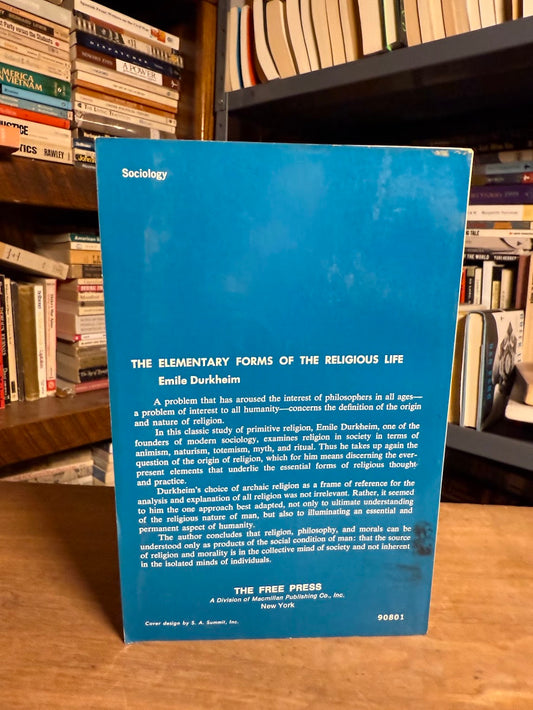 AMERICA
IN VIETNAM
JUSTICE
RAWLEY
A POWER
Sociology
THE ELEMENTARY FORMS OF THE RELIGIOUS LIFE
Emile Durkheim
A problem that has aroused the interest of philosophers in all ages—
a problem of interest to all humanity—concerns the definition of the origin
and nature of religion.
In this classic study of primitive religion, Emile Durkheim, one of the
founders of modern sociology, examines religion in society in terms of
animism, naturism, totemism, myth, and ritual. Thus he takes up again the
question of the origin of religion, which for him means discerning the ever-
present elements that underlie the essential forms of religious thought
and practice.
Durkheim's choice of archaic religion as a frame of reference for the
analysis and explanation of all religion was not irrelevant. Rather, it seemed
to him the one approach best adapted, not only to ultimate understanding
of the religious nature of man, but also to illuminating an essential and
permanent aspect of humanity.
The author concludes that religion, philosophy, and morals can be
understood only as products of the social condition of man: that the source
of religion and morality is in the collective mind of society and not inherent
in the isolated minds of individuals.
THE FREE PRESS
A Division of Macmillan Publishing Co., Inc.
New York
Cover design by S. A. Summit, Inc.
90801